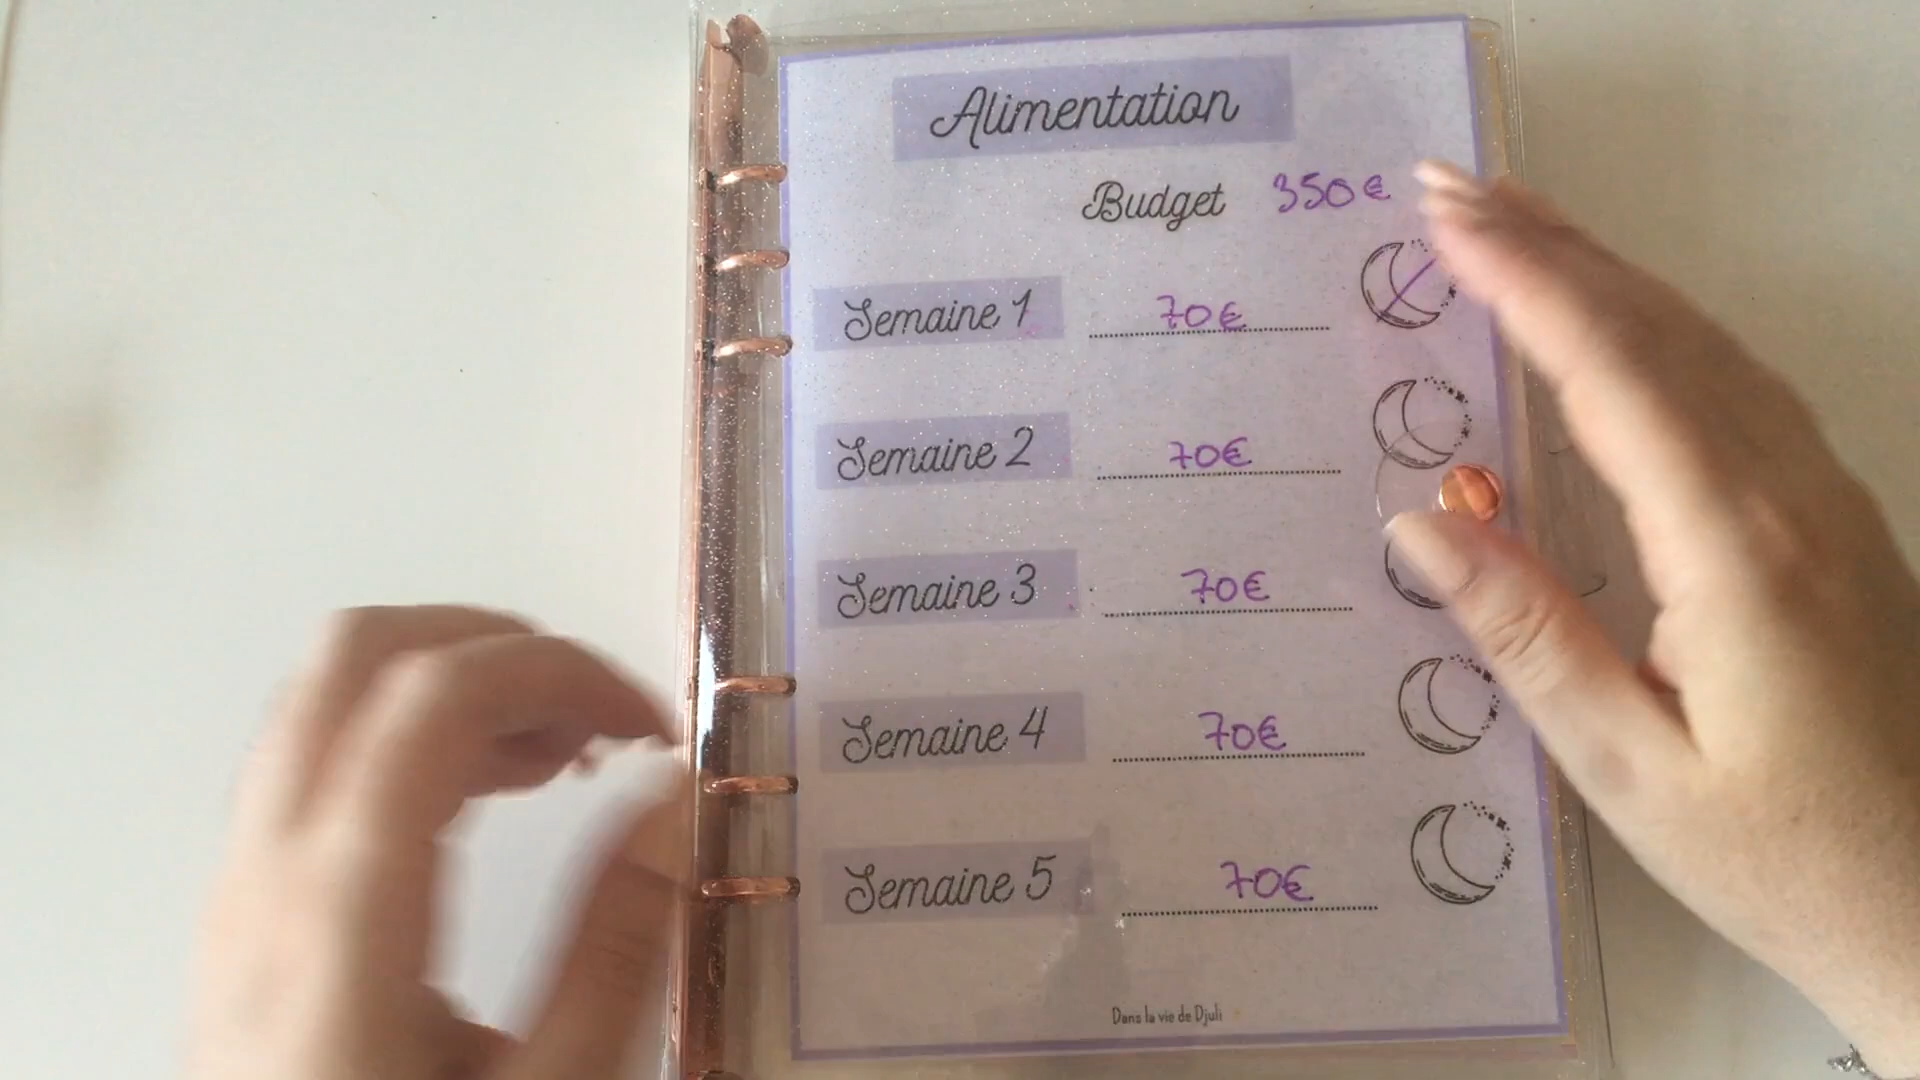 Alimentation
Budget 350€
Semaine 1 70€
Semaine 2 70€
Semaine 3 70€
Semaine 4 70€
Semaine 5 70€
Dans la vie de Djuli